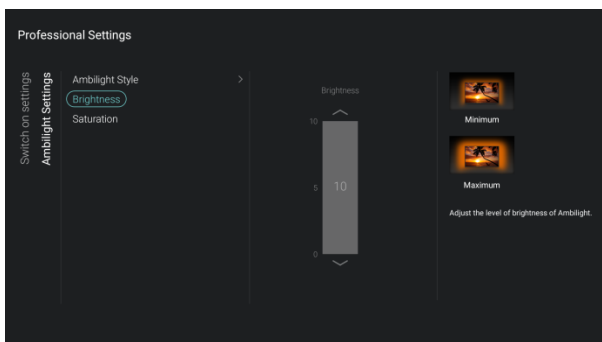 Professional Settings
Switch on settings
Ambilight Settings
Ambilight Style
Brightness
Saturation
Brightness
10
5
10
0
Minimum
Maximum
Adjust the level of brightness of Ambilight.